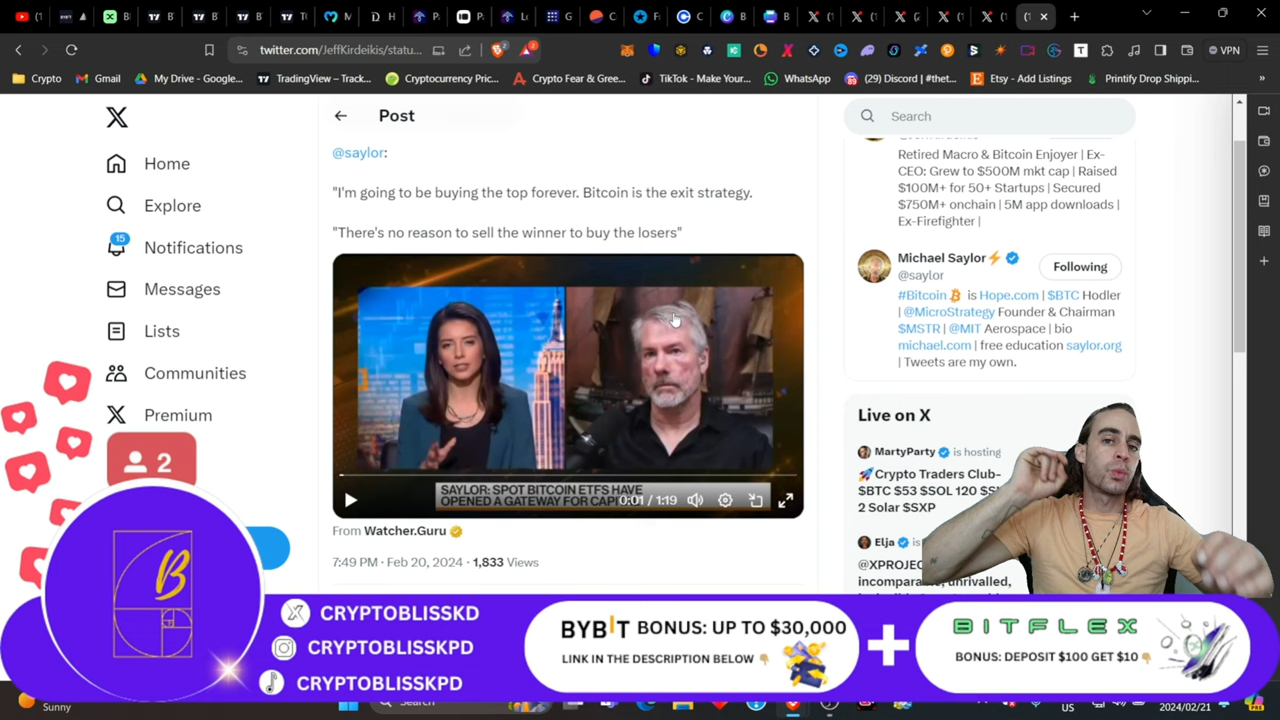 twitter.com/JeffKirdeikis/statu...
VPN
Crypto
Gmail
My Drive - Google...
TradingView – Track...
Cryptocurrency Pric...
Crypto Fear & Gree...
TikTok - Make Your...
WhatsApp
(29) Discord | #thet...
Etsy - Add Listings
Printify Drop Shippi...
Post
Search
Home
Explore
15
Notifications
Messages
Lists
Communities
Premium
@saylor:
"I'm going to be buying the top forever. Bitcoin is the exit strategy.
"There's no reason to sell the winner to buy the losers"
SAYLOR: SPOT BITCOIN ETFS HAVE
0:01 / 1:19
From Watcher.Guru
7:49 PM · Feb 20, 2024 · 1,833 Views
Retired Macro & Bitcoin Enjoyer | Ex-
CEO: Grew to $500M mkt cap | Raised
$100M+ for 50+ Startups | Secured
$750M+ onchain | 5M app downloads |
Ex-Firefighter |
Michael Saylor
@saylor
Following
#Bitcoin is Hope.com | $BTC Hodler
| @MicroStrategy Founder & Chairman
$MSTR | @MIT Aerospace | bio
michael.com | free education saylor.org
| Tweets are my own.
Live on X
MartyParty is hosting
Crypto Traders Club-
$BTC $53 $SOL 120
2 Solar $SXP
Elja
incomparable, unrivalled,
2
B
CRYPTOBLISSKD
CRYPTOBLISSKPD
CRYPTOBLISSKPD
BYBIT BONUS: UP TO $30,000
LINK IN THE DESCRIPTION BELOW
BITFLEX
BONUS: DEPOSIT $100 GET $10
Sunny
Search
US
2024/02/21